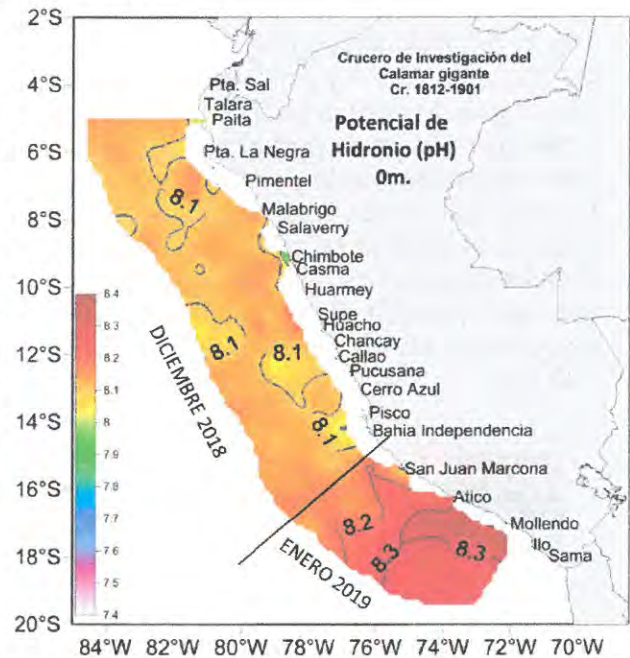 2°S
4°S
6°S
8°S
10°S
12°S
14°S
16°S
18°S
20°S
84°W 82°W 80°W 78°W 76°W 74°W 72°W 70°W
Crucero de Investigación del
Calamar gigante
Cr. 1812-1901
Potencial de
Hidronio (pH)
0m.
Pta. Sal
Talara
Paita
Pta. La Negra
Pimentel
Malabrigo
Salaverry
Chimbote
Casma
Huarmey
Supe
Huacho
Chancay
Callao
Pucusana
Cerro Azul
Pisco
Bahia Independencia
San Juan Marcona
Atico
Mollendo
Ilo
Sama
8.1
8.1
8.1
8.1
8.2
8.3
8.3
DICIEMBRE 2018
ENERO 2019
8.4
8.3
8.2
8.1
8
7.9
7.8
7.7
7.6
7.5
7.4